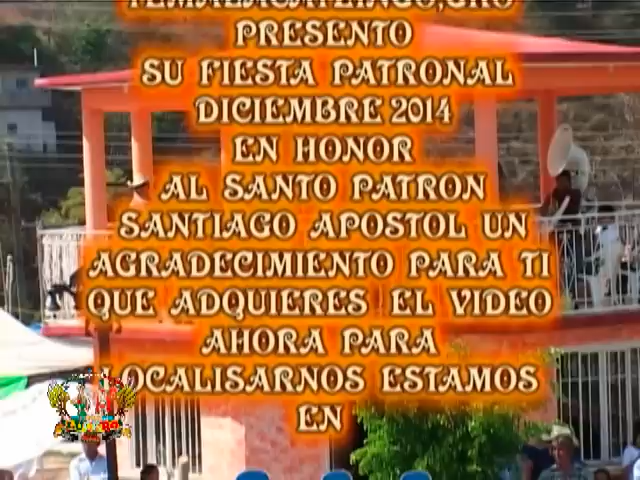 PRESENTO
SU FIESTA PATRONAL
DICIEMBRE 2014
EN HONOR
AL SANTO PATRON
SANTIAGO APOSTOL UN
AGRADECIMIENTO PARA TI
QUE ADQUIERES EL VIDEO
AHORA PARA
LOCALISARNOS ESTAMOS
EN